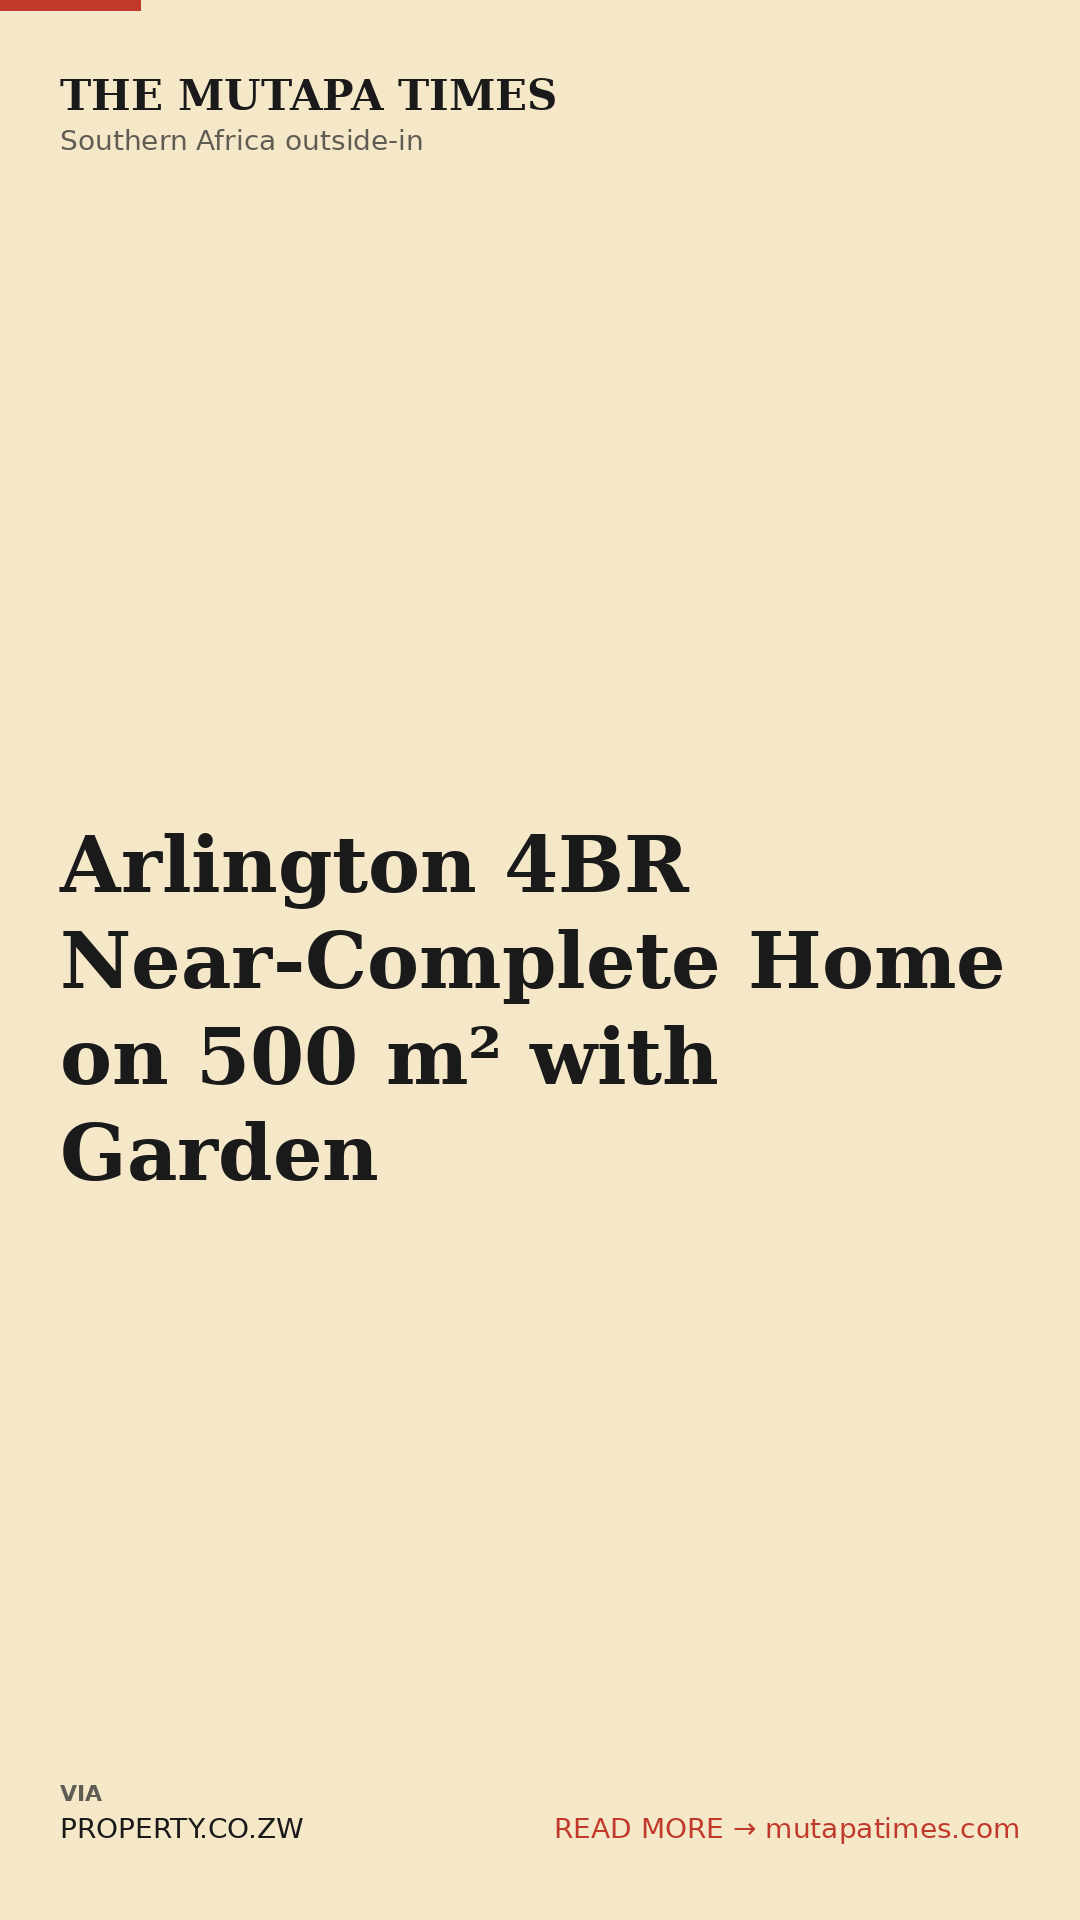 THE MUTAPA TIMES
Southern Africa outside-in
Arlington 4BR
Near-Complete Home
on 500 m² with
Garden
VIA
PROPERTY.CO.ZW
READ MORE → mutapatimes.com